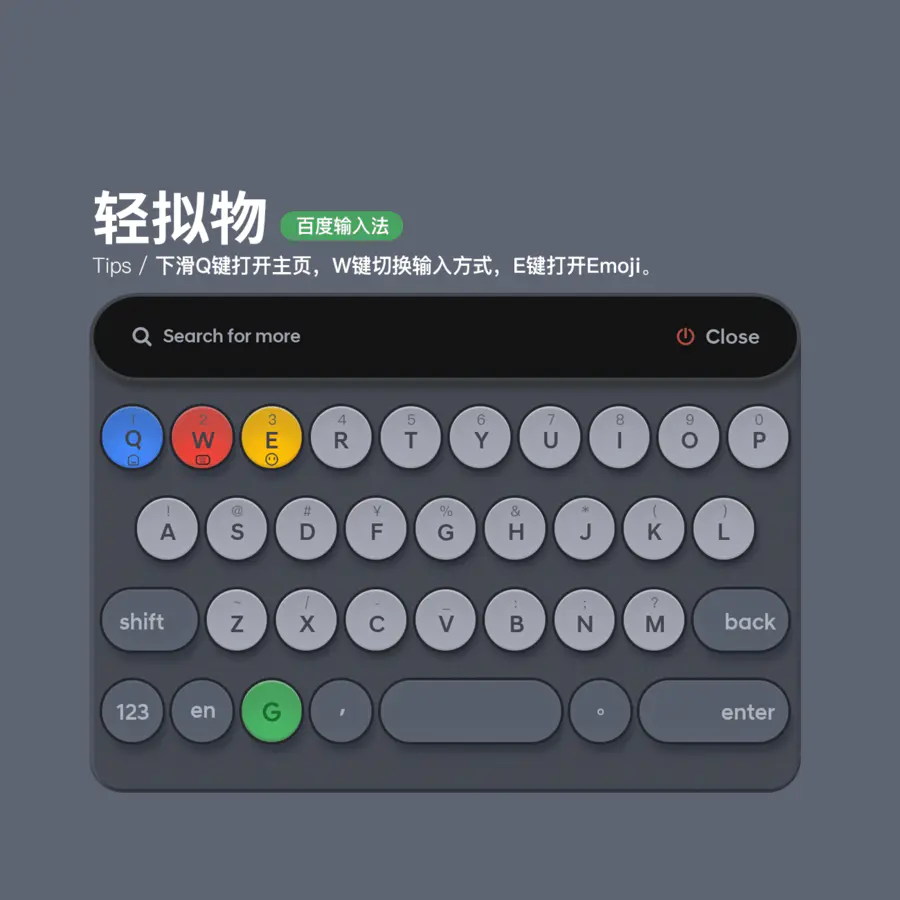 轻拟物 百度输入法
Tips / 下滑Q键打开主页，W键切换输入方式，E键打开Emoji。
Search for more Close
1 2 3 4 5 6 7 8 9 0
Q W E R T Y U I O P
! @ # ¥ % & * ( )
A S D F G H J K L
~ / - _ : ; ?
shift Z X C V B N M back
123 en G , 。 enter